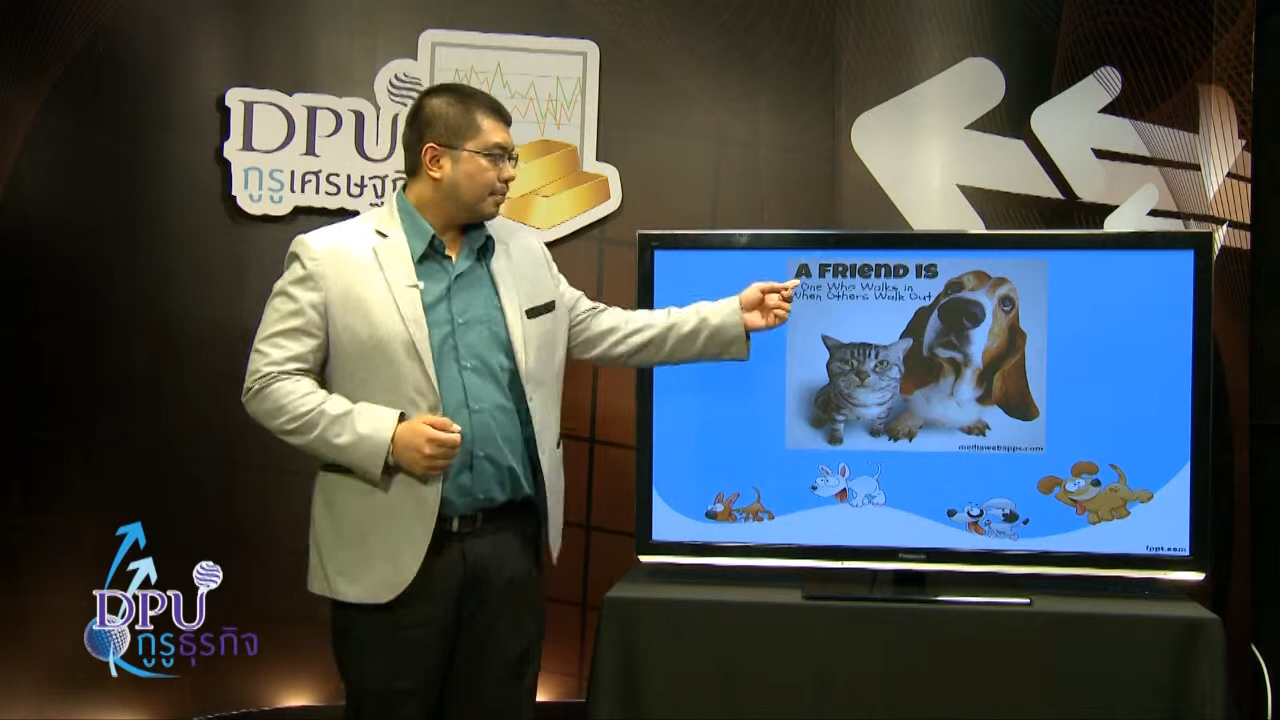 DPU
กูรูเศรษฐกิ
A FRIEND IS
One Who Walks in
When Others Walk Out
mediawebapps.com
fppt.com
Panasonic
DPU
กูรูธุรกิจ